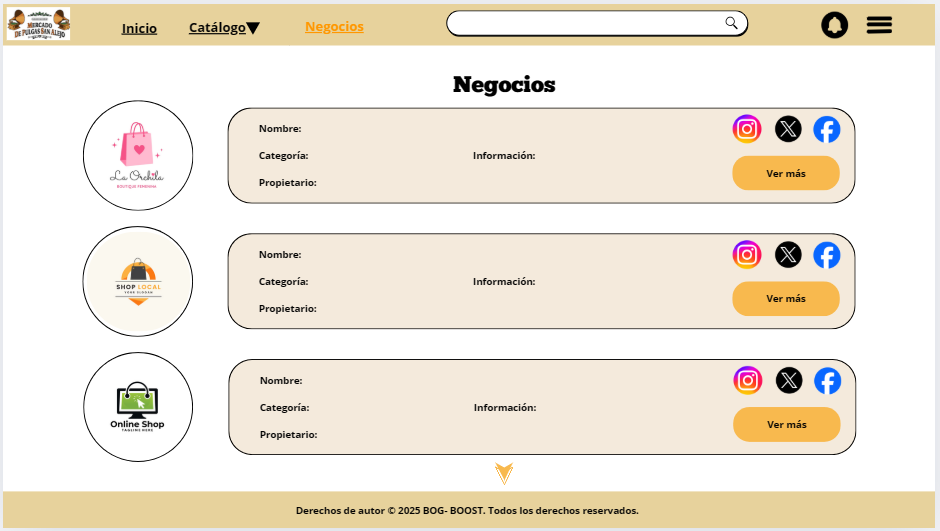 MERCADO
DE PULGAS SAN ALEJO
Inicio
Catálogo
Negocios
Negocios
La Orchila
BOUTIQUE FEMENINA
Nombre:
Categoría:
Información:
Propietario:
Ver más
SHOP LOCAL
YOUR SLOGAN
Nombre:
Categoría:
Información:
Propietario:
Ver más
Online Shop
TAGLINE HERE
Nombre:
Categoría:
Información:
Propietario:
Ver más
Derechos de autor © 2025 BOG- BOOST. Todos los derechos reservados.